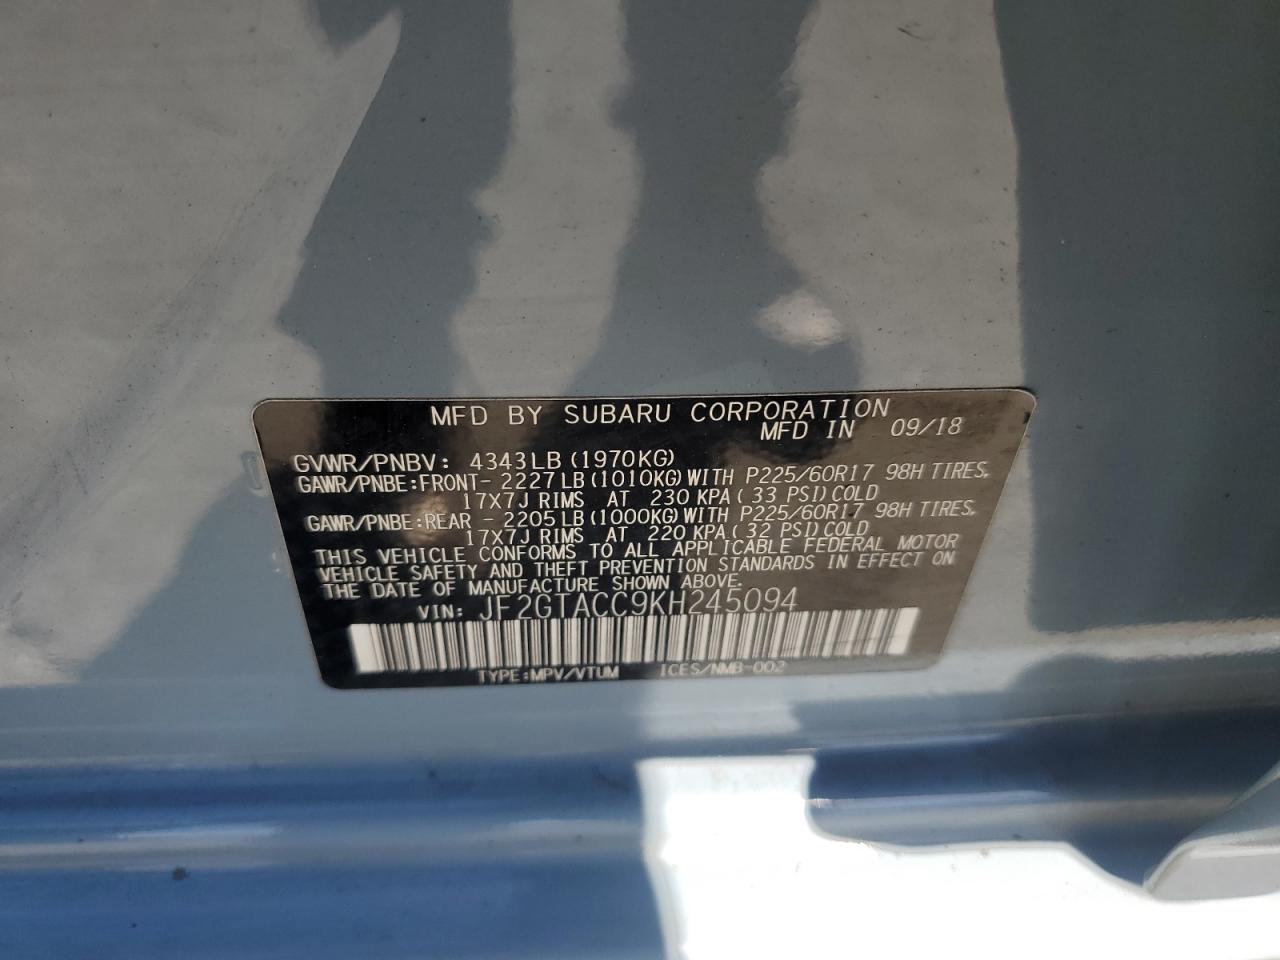 MFD BY SUBARU CORPORATION
MFD IN 09/18
GVWR/PNBV: 4343LB (1970KG)
GAWR/PNBE:FRONT- 2227LB (1010KG) WITH P225/60R17 98H TIRES,
17X7J RIMS AT 230 KPA ( 33 PSI) COLD
GAWR/PNBE:REAR - 2205LB (1000KG) WITH P225/60R17 98H TIRES,
17X7J RIMS AT 220 KPA ( 32 PSI) COLD
THIS VEHICLE CONFORMS TO ALL APPLICABLE FEDERAL MOTOR
VEHICLE SAFETY AND THEFT PREVENTION STANDARDS IN EFFECT ON
THE DATE OF MANUFACTURE SHOWN ABOVE.
VIN: JF2GTACC9KH245094
TYPE:MPV/VTUM ICES/NMB-002